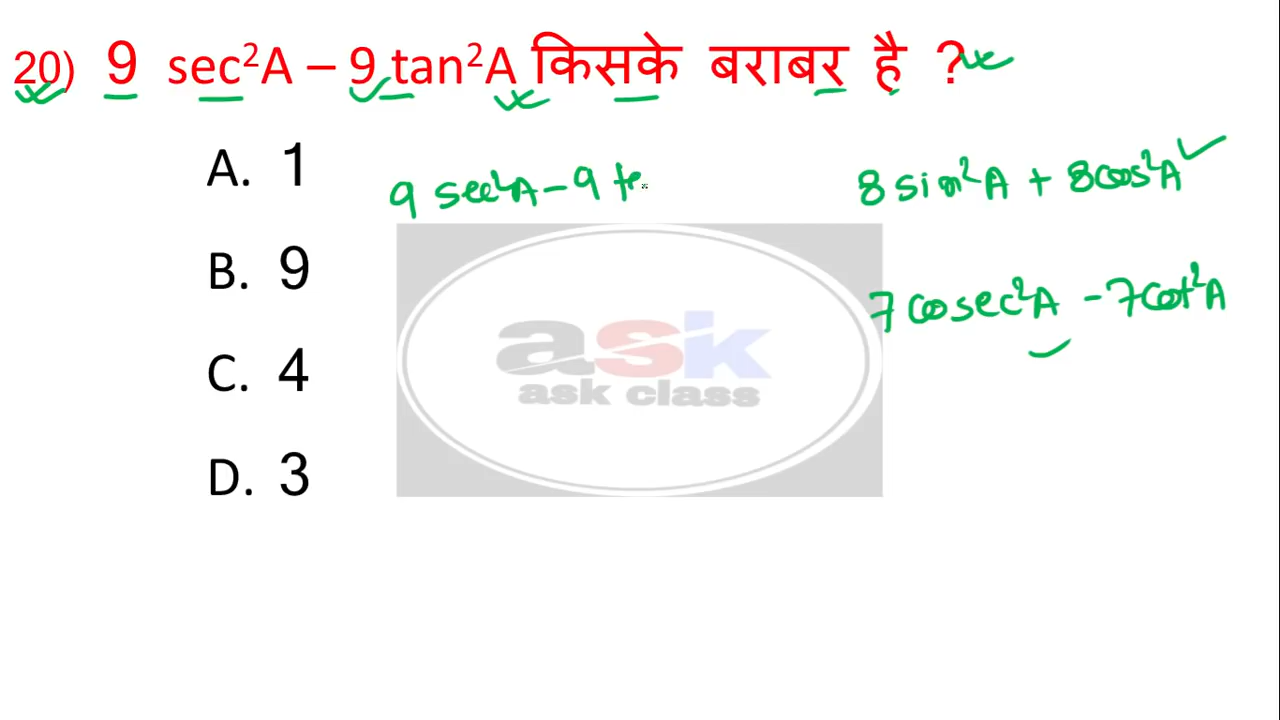 20) 9 sec²A – 9 tan²A किसके बराबर है ?
A. 1
9 sec²A – 9 ta
8 sin²A + 8 cos²A
B. 9
7 cosec²A – 7 cot²A
C. 4
ask
ask class
D. 3